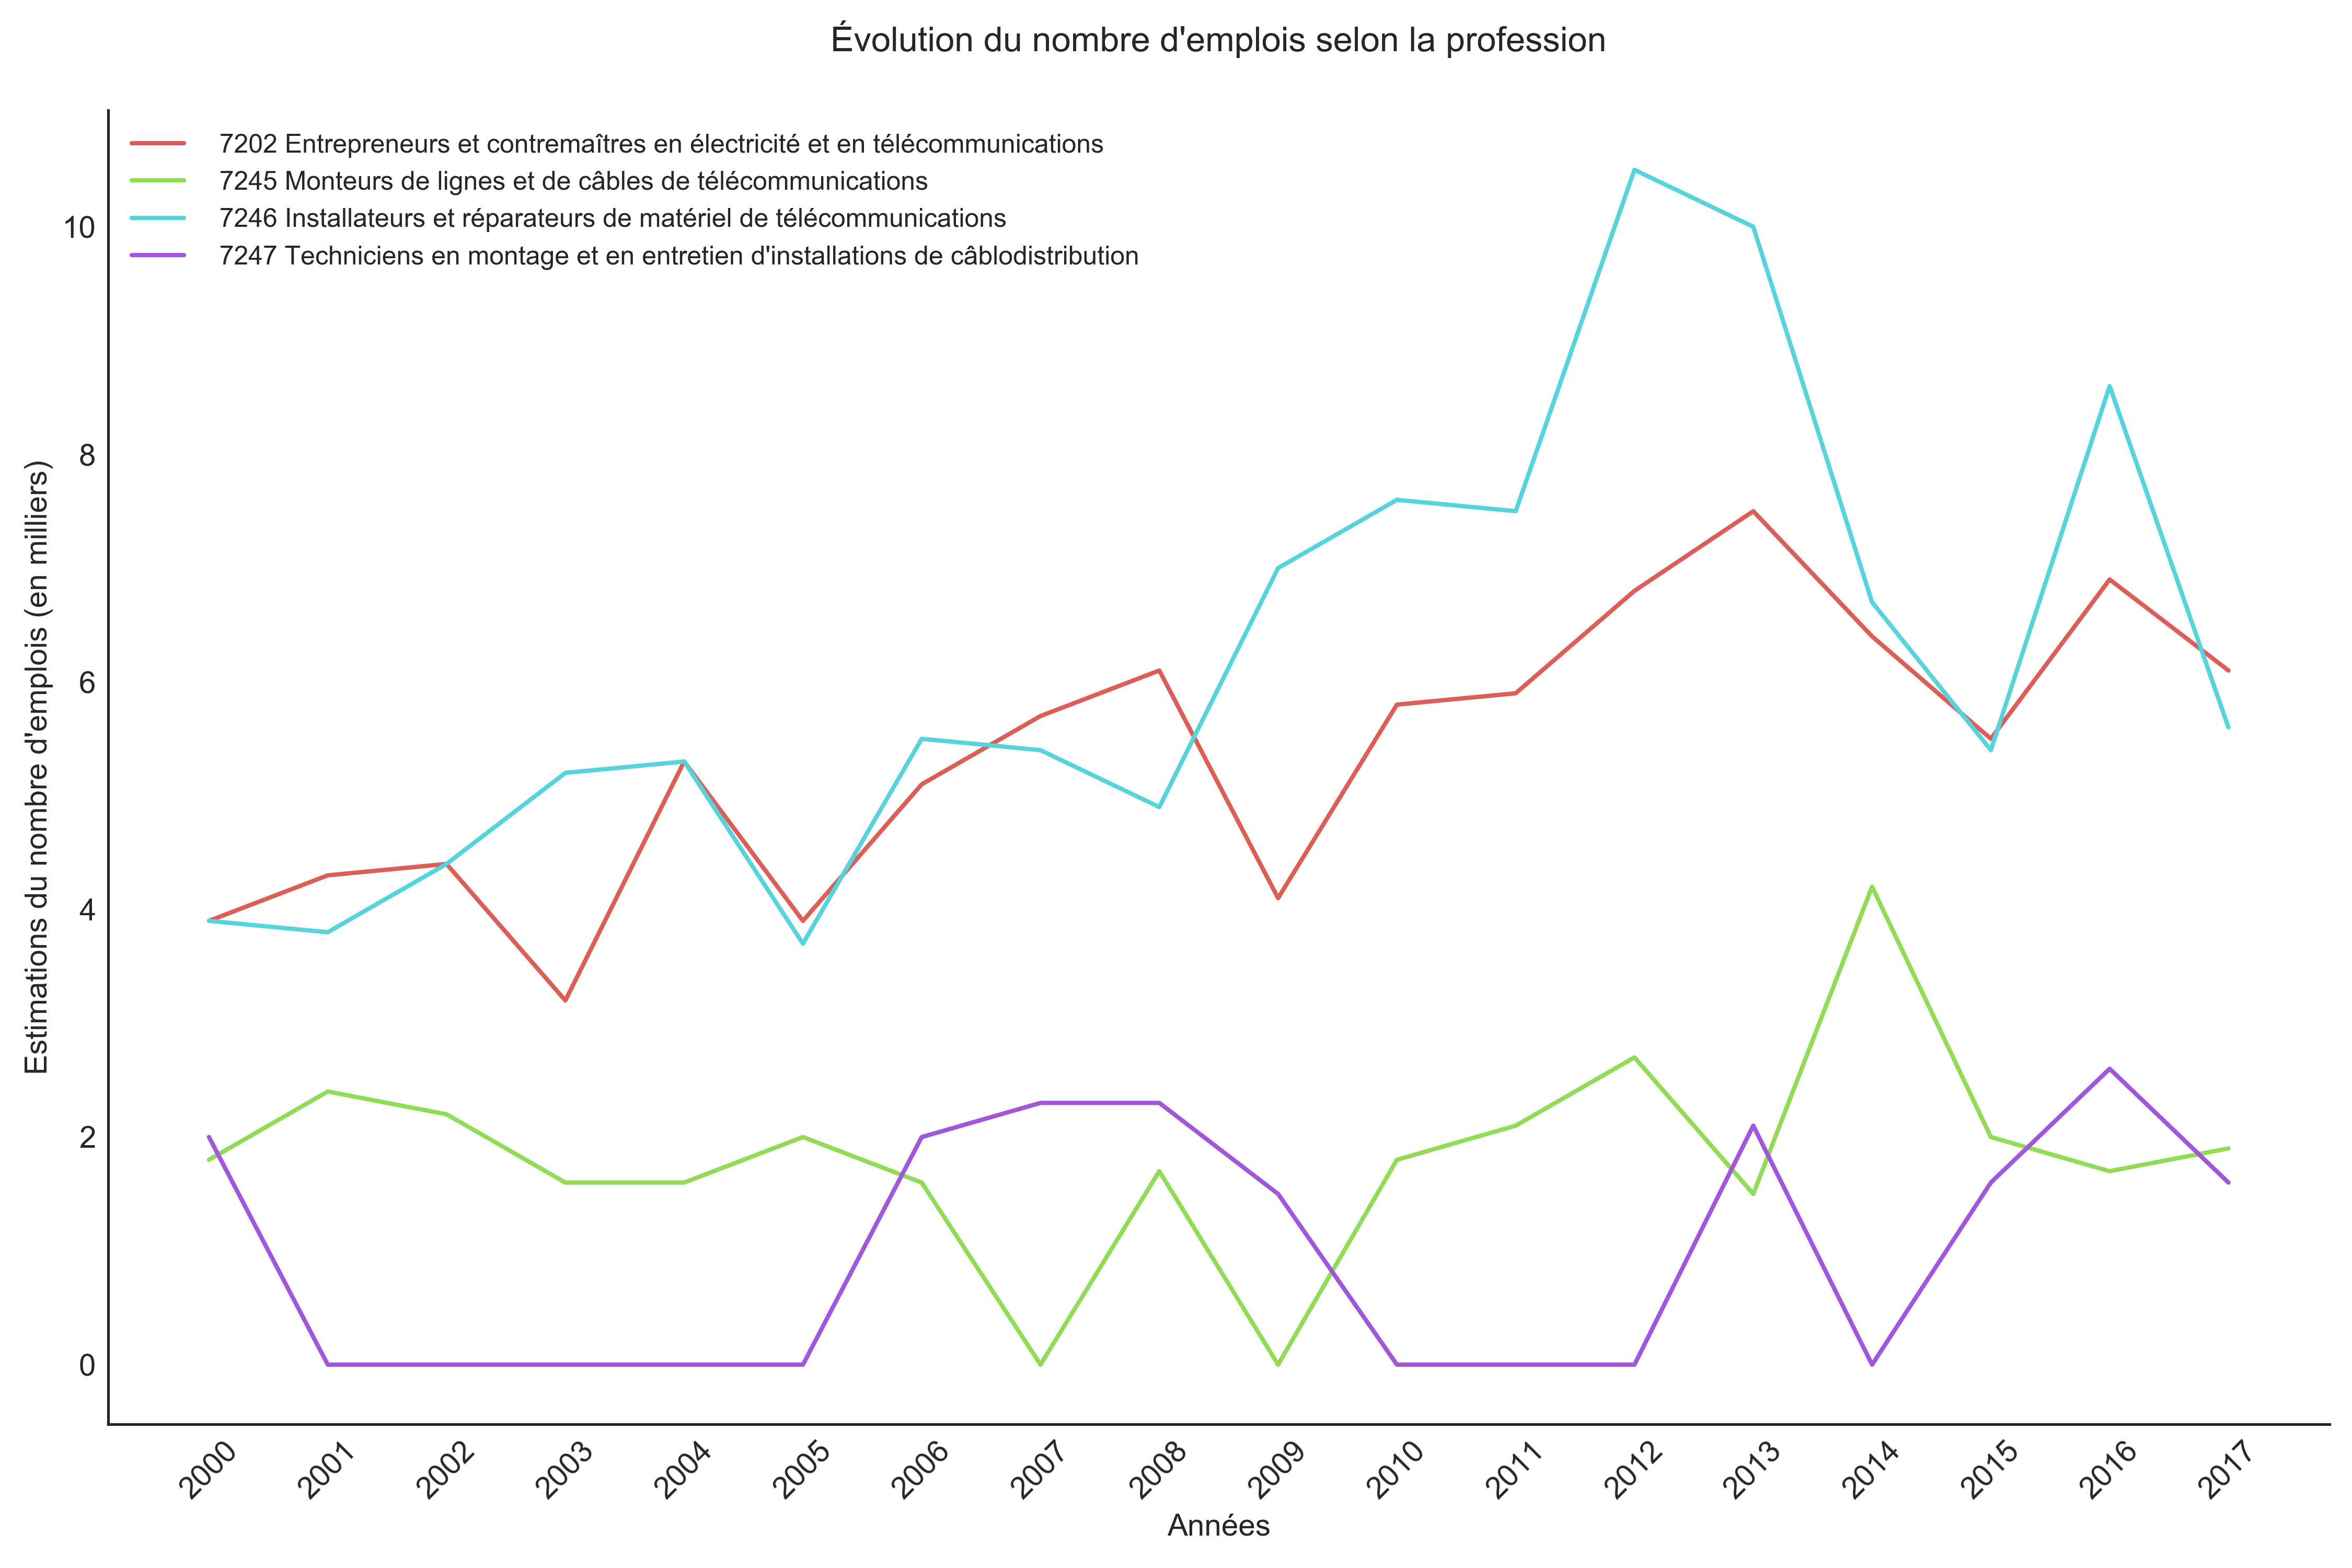 Évolution du nombre d'emplois selon la profession
7202 Entrepreneurs et contremaîtres en électricité et en télécommunications
7245 Monteurs de lignes et de câbles de télécommunications
7246 Installateurs et réparateurs de matériel de télécommunications
7247 Techniciens en montage et en entretien d'installations de câblodistribution
Estimations du nombre d'emplois (en milliers)
10
8
6
4
2
0
2000 2001 2002 2003 2004 2005 2006 2007 2008 2009 2010 2011 2012 2013 2014 2015 2016 2017
Années